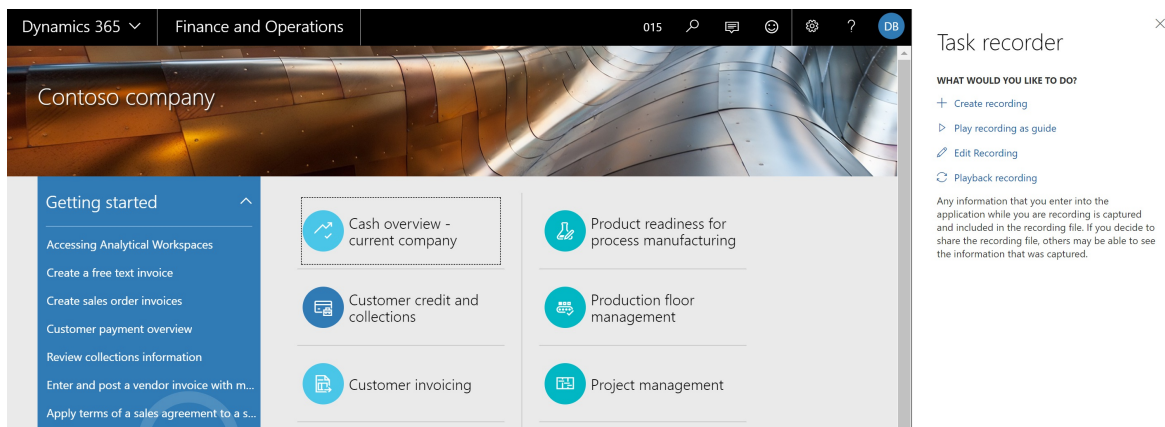 Dynamics 365
Finance and Operations
015
?
DB
Contoso company
Getting started
Accessing Analytical Workspaces
Create a free text invoice
Create sales order invoices
Customer payment overview
Review collections information
Enter and post a vendor invoice with m...
Apply terms of a sales agreement to a s...
Cash overview -
current company
Customer credit and
collections
Customer invoicing
Product readiness for
process manufacturing
Production floor
management
Project management
Task recorder
WHAT WOULD YOU LIKE TO DO?
Create recording
Play recording as guide
Edit Recording
Playback recording
Any information that you enter into the
application while you are recording is captured
and included in the recording file. If you decide to
share the recording file, others may be able to see
the information that was captured.